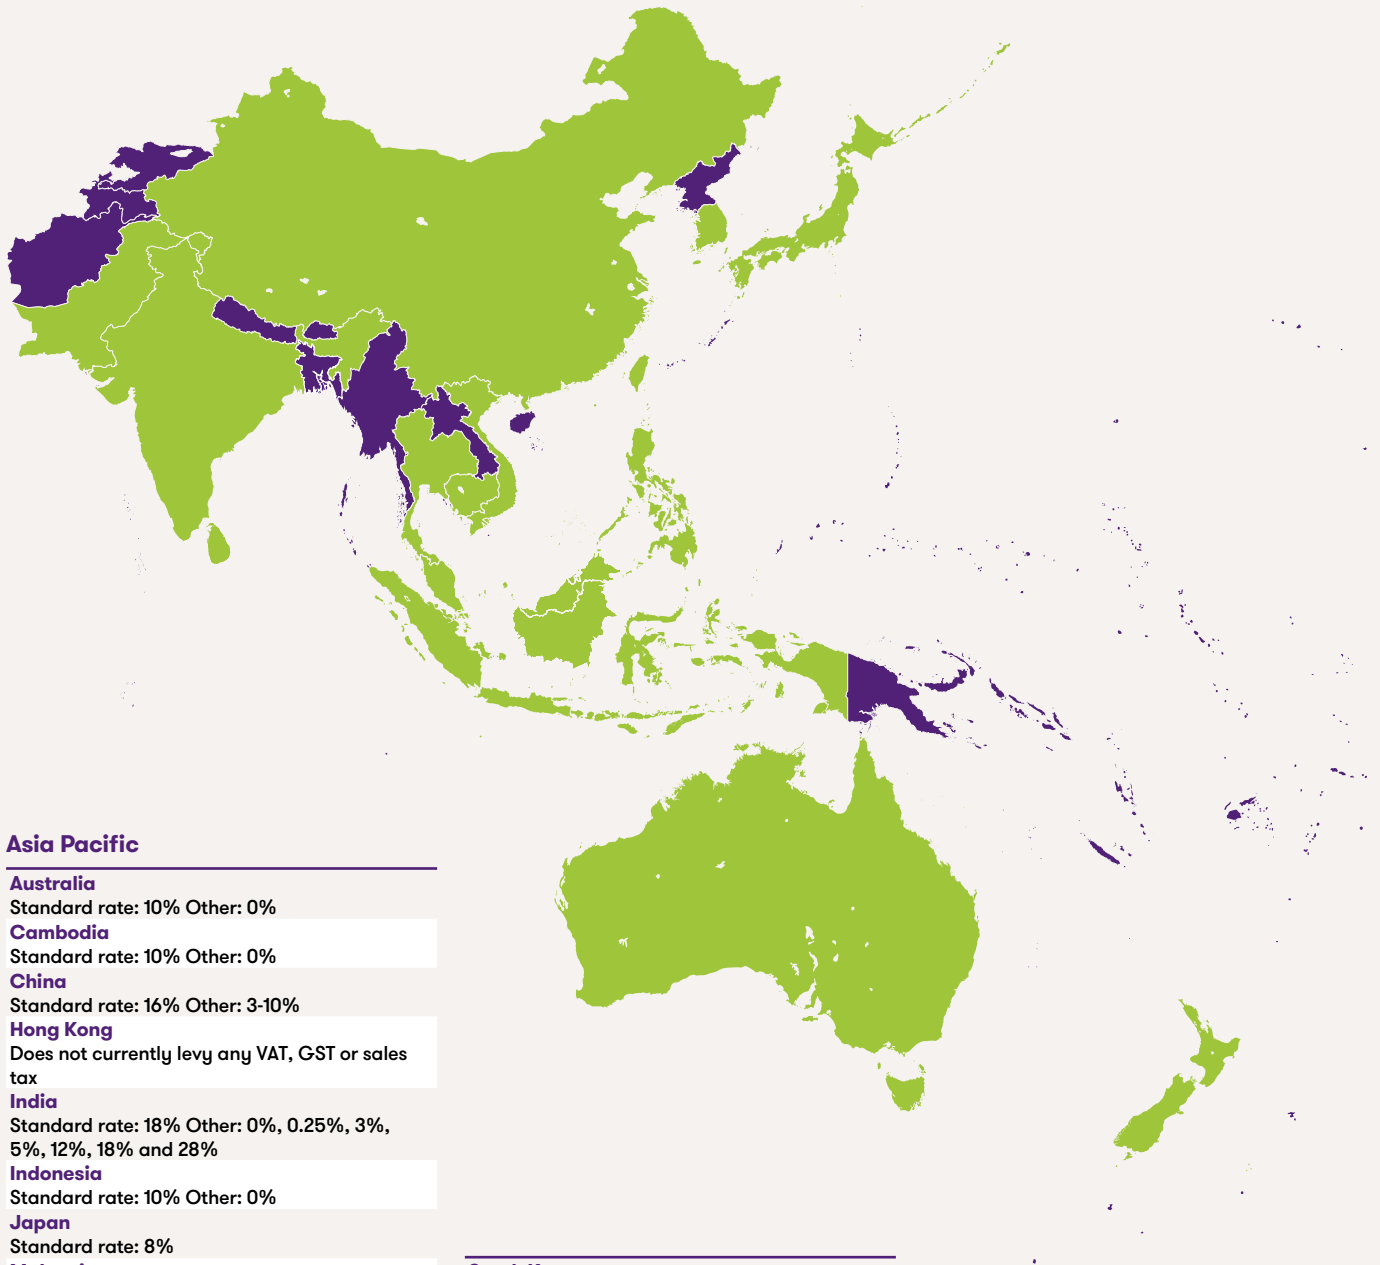 Asia Pacific
Australia
Standard rate: 10% Other: 0%
Cambodia
Standard rate: 10% Other: 0%
China
Standard rate: 16% Other: 3-10%
Hong Kong
Does not currently levy any VAT, GST or sales
tax
India
Standard rate: 18% Other: 0%, 0.25%, 3%,
5%, 12%, 18% and 28%
Indonesia
Standard rate: 10% Other: 0%
Japan
Standard rate: 8%